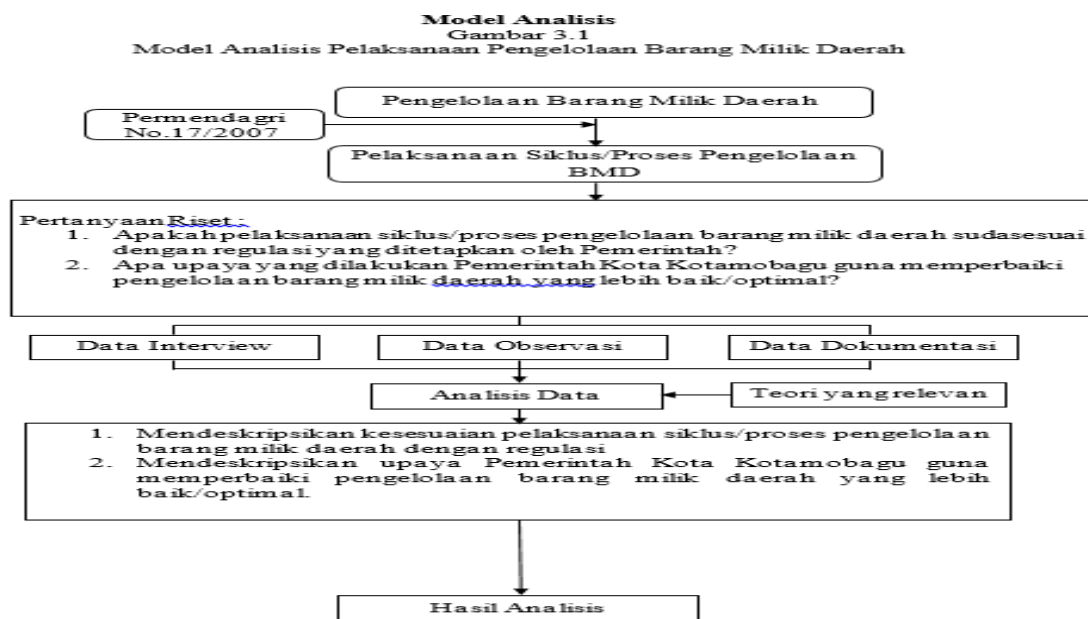 Model Analisis
Gambar 3.1
Model Analisis Pelaksanaan Pengelolaan Barang Milik Daerah
Pengelolaan Barang Milik Daerah
Permendagri
No.17/2007
Pelaksanaan Siklus/Proses Pengelolaan
BMD
Pertanyaan Riset :
1. Apakah pelaksanaan siklus/proses pengelolaan barang milik daerah sudasesuai
dengan regulasi yang ditetapkan oleh Pemerintah?
2. Apa upaya yang dilakukan Pemerintah Kota Kotamobagu guna memperbaiki
pengelolaan barang milik daerah yang lebih baik/optimal?
Data Interview
Data Observasi
Data Dokumentasi
Analisis Data
Teori yang relevan
1. Mendeskripsikan kesesuaian pelaksanaan siklus/proses pengelolaan
barang milik daerah dengan regulasi
2. Mendeskripsikan upaya Pemerintah Kota Kotamobagu guna
memperbaiki pengelolaan barang milik daerah yang lebih
baik/optimal.
Hasil Analisis